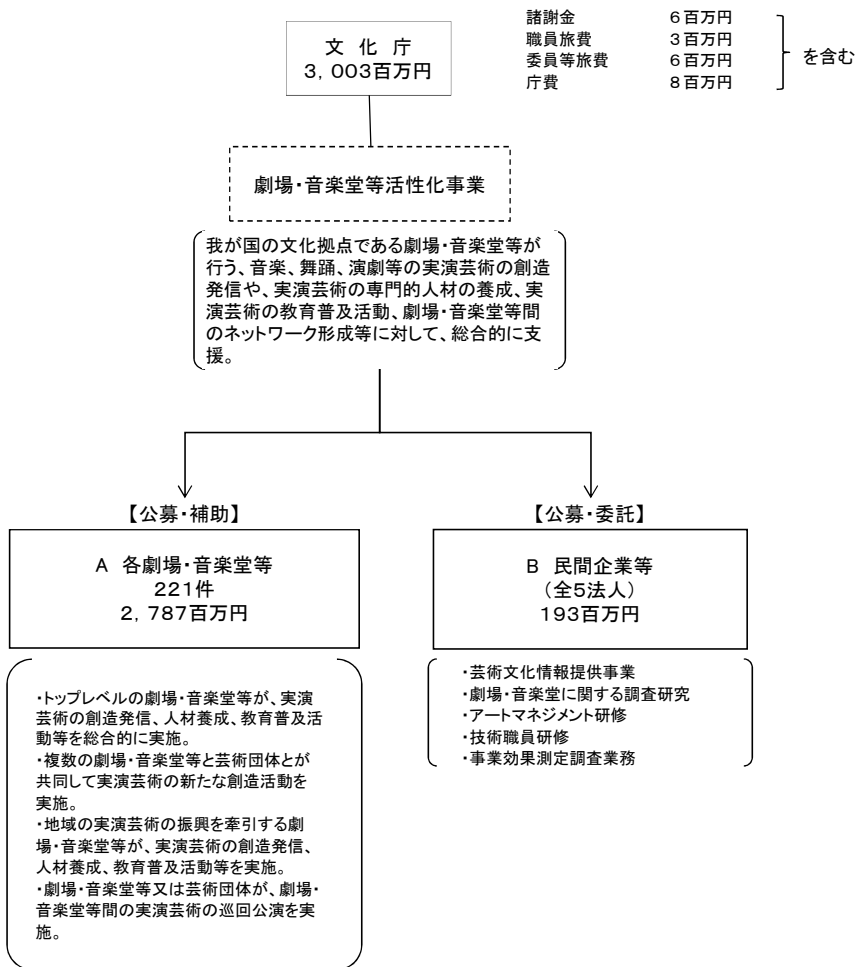 文 化 庁
3,003百万円
諸謝金 6百万円
職員旅費 3百万円
委員等旅費 6百万円
庁費 8百万円
を含む
劇場・音楽堂等活性化事業
我が国の文化拠点である劇場・音楽堂等が
行う、音楽、舞踊、演劇等の実演芸術の創造
発信や、実演芸術の専門的人材の養成、実
演芸術の教育普及活動、劇場・音楽堂等間
のネットワーク形成等に対して、総合的に支
援。
【公募・補助】
A 各劇場・音楽堂等
221件
2,787百万円
・トップレベルの劇場・音楽堂等が、実演
芸術の創造発信、人材養成、教育普及活
動等を総合的に実施。
・複数の劇場・音楽堂等と芸術団体とが
共同して実演芸術の新たな創造活動を
実施。
・地域の実演芸術の振興を牽引する劇
場・音楽堂等が、実演芸術の創造発信、
人材養成、教育普及活動等を実施。
・劇場・音楽堂等又は芸術団体が、劇場・
音楽堂等間の実演芸術の巡回公演を実
施。
【公募・委託】
B 民間企業等
(全5法人)
193百万円
・芸術文化情報提供事業
・劇場・音楽堂に関する調査研究
・アートマネジメント研修
・技術職員研修
・事業効果測定調査業務